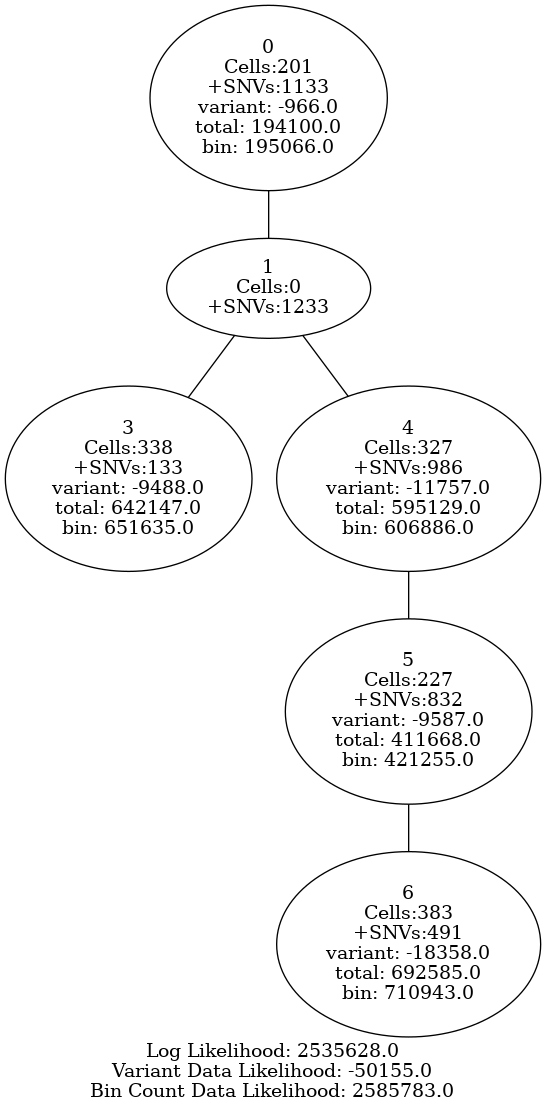 0
Cells:201
+SNVs:1133
variant: -966.0
total: 194100.0
bin: 195066.0
1
Cells:0
+SNVs:1233
3
Cells:338
+SNVs:133
variant: -9488.0
total: 642147.0
bin: 651635.0
4
Cells:327
+SNVs:986
variant: -11757.0
total: 595129.0
bin: 606886.0
5
Cells:227
+SNVs:832
variant: -9587.0
total: 411668.0
bin: 421255.0
6
Cells:383
+SNVs:491
variant: -18358.0
total: 692585.0
bin: 710943.0
Log Likelihood: 2535628.0
Variant Data Likelihood: -50155.0
Bin Count Data Likelihood: 2585783.0